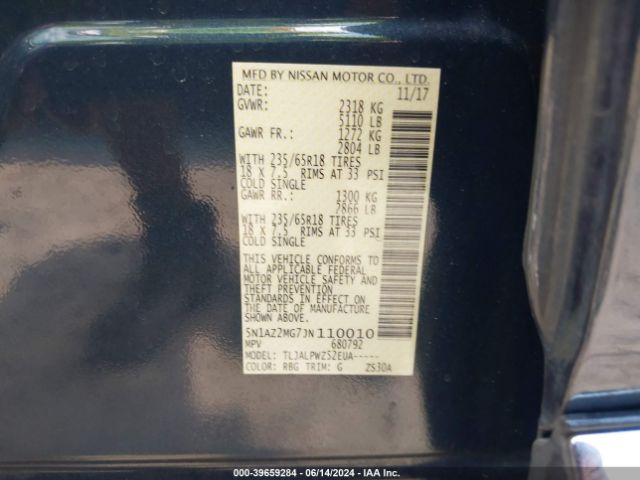 MFD BY NISSAN MOTOR CO., LTD.
DATE: 11/17
GVWR: 2318 KG
5110 LB
GAWR FR.: 1272 KG
2804 LB
WITH 235/65R18 TIRES
18 X 7.5 RIMS AT 33 PSI
COLD SINGLE
GAWR RR.: 1300 KG
2866 LB
WITH 235/65R18 TIRES
18 X 7.5 RIMS AT 33 PSI
COLD SINGLE
THIS VEHICLE CONFORMS TO
ALL APPLICABLE FEDERAL
MOTOR VEHICLE SAFETY AND
THEFT PREVENTION
STANDARDS IN EFFECT ON
THE DATE OF MANUFACTURE
SHOWN ABOVE.
5N1AZ2MG7JN110010
MPV 680792
MODEL: TLJALPWZS2EUA-----
COLOR: RBG TRIM: G ZS30A
000-39659284 | 06/14/2024 | IAA Inc.